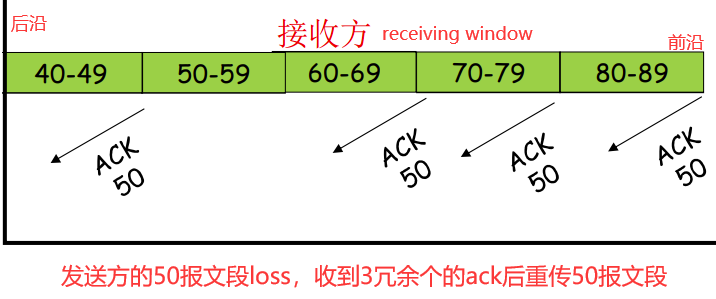 后沿
接收方 receiving window
前沿
40-49 50-59 60-69 70-79 80-89
ACK 50 ACK 50 ACK 50 ACK 50
发送方的50报文段loss，收到3冗余个的ack后重传50报文段